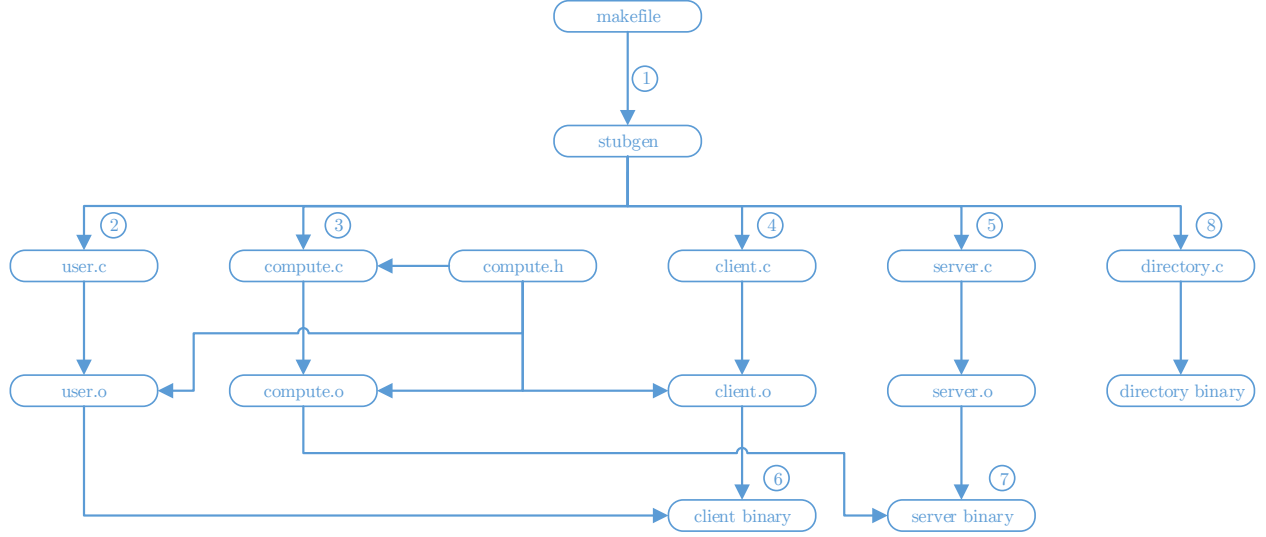 makefile
1
stubgen
2
3
4
5
8
user.c
compute.c
compute.h
client.c
server.c
directory.c
user.o
compute.o
client.o
server.o
directory binary
6
7
client binary
server binary